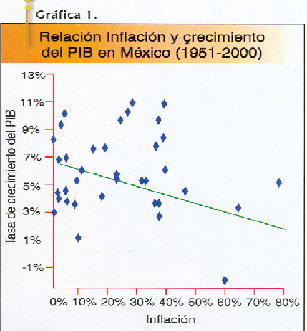 Gráfica 1.
Relación Inflación y çrecimiento
del PIB en México (1951-2000)
Tasa de crecimiento del PIB
13%
11%
9%
7%
5%
3%
1%
-1%
0% 10% 20% 30% 40% 50% 60% 70% 80%
Inflación